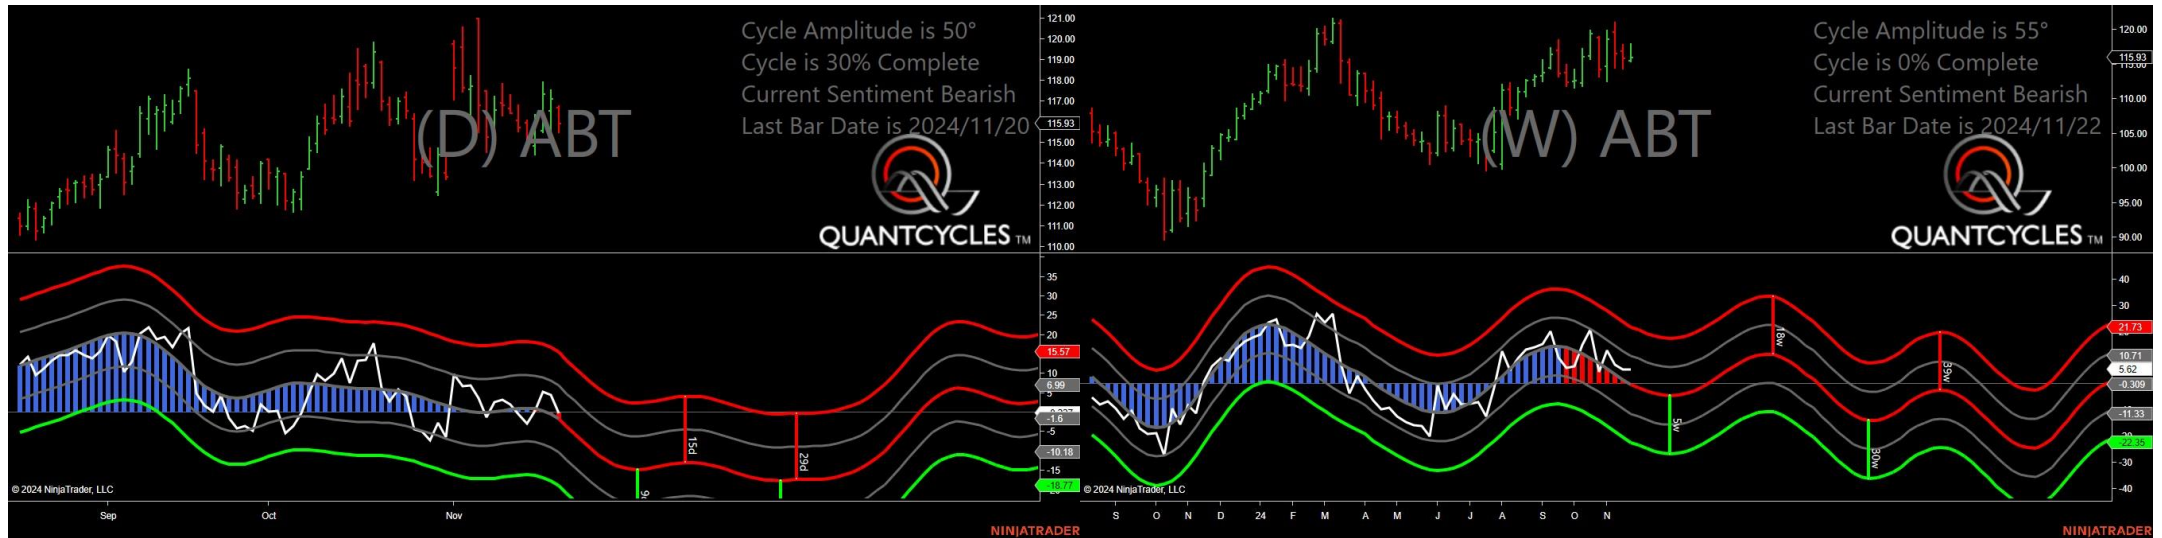 Cycle Amplitude is 50°
Cycle is 30% Complete
Current Sentiment Bearish
Last Bar Date is 2024/11/20
(D) ABT
QUANTCYCLES TM
121.00
120.00
119.00
118.00
117.00
115.93
115.00
114.00
113.00
112.00
111.00
110.00
35
30
25
20
15.57
10
6.99
5
-1.6
-5
-10.18
-15
-18.77
15d
29d
© 2024 NinjaTrader, LLC
Sep
Oct
Nov
NINJATRADER
Cycle Amplitude is 55°
Cycle is 0% Complete
Current Sentiment Bearish
Last Bar Date is 2024/11/22
(W) ABT
QUANTCYCLES TM
120.00
115.93
115.00
110.00
105.00
100.00
95.00
90.00
40
30
21.73
10.71
5.62
-0.309
-11.33
-22.35
-30
-40
18w
39w
5w
30w
© 2024 NinjaTrader, LLC
S O N D 24 F M A M J J A S O N
NINJATRADER